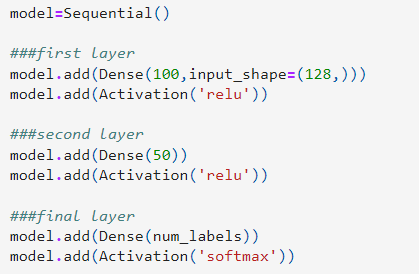 model=Sequential()
###first layer
model.add(Dense(100,input_shape=(128,)))
model.add(Activation('relu'))
###second layer
model.add(Dense(50))
model.add(Activation('relu'))
###final layer
model.add(Dense(num_labels))
model.add(Activation('softmax'))